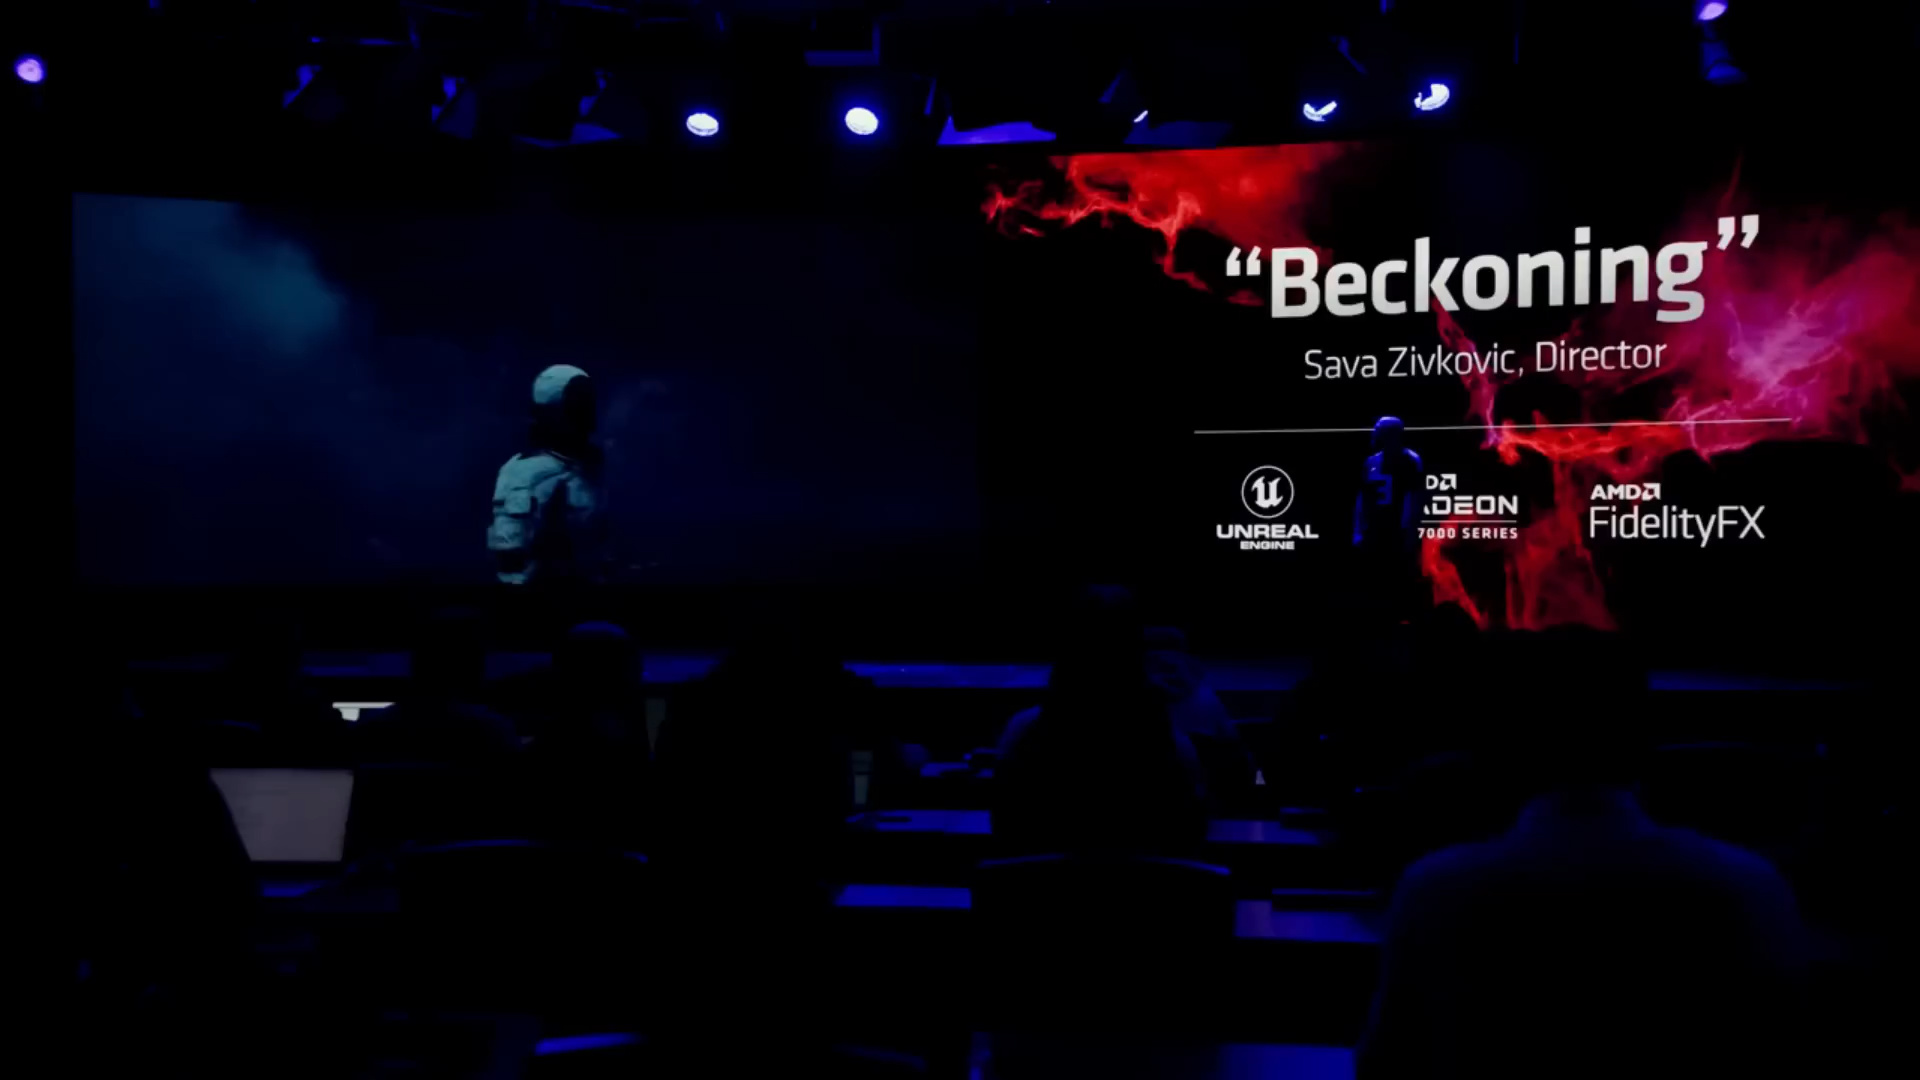 “Beckoning”
Sava Zivkovic, Director
UNREAL
ENGINE
7000 SERIES
AMD
FidelityFX